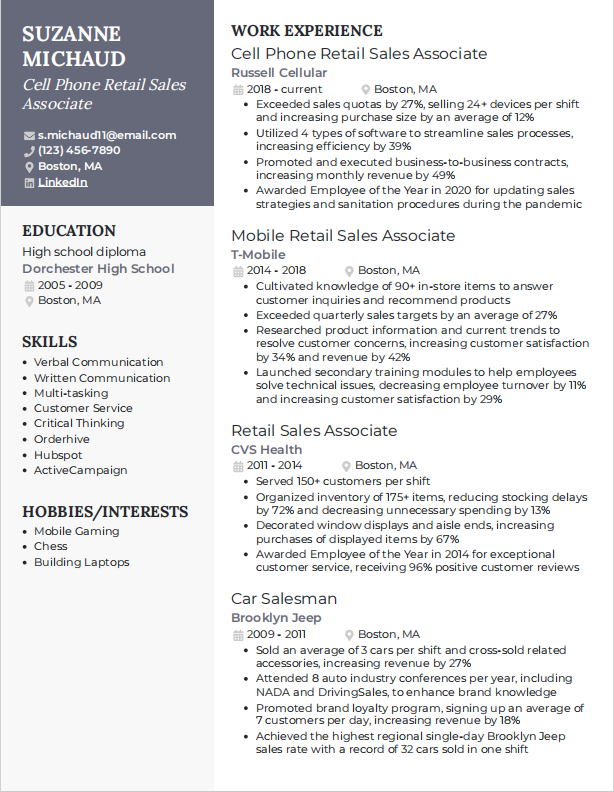 SUZANNE
MICHAUD
Cell Phone Retail Sales
Associate
s.michaud11@email.com
(123) 456-7890
Boston, MA
LinkedIn
EDUCATION
High school diploma
Dorchester High School
2005 - 2009
Boston, MA
SKILLS
• Verbal Communication
• Written Communication
• Multi-tasking
• Customer Service
• Critical Thinking
• Orderhive
• Hubspot
• ActiveCampaign
HOBBIES/INTERESTS
• Mobile Gaming
• Chess
• Building Laptops
WORK EXPERIENCE
Cell Phone Retail Sales Associate
Russell Cellular
2018 - current Boston, MA
• Exceeded sales quotas by 27%, selling 24+ devices per shift
and increasing purchase size by an average of 12%
• Utilized 4 types of software to streamline sales processes,
increasing efficiency by 39%
• Promoted and executed business-to-business contracts,
increasing monthly revenue by 49%
• Awarded Employee of the Year in 2020 for updating sales
strategies and sanitation procedures during the pandemic
Mobile Retail Sales Associate
T-Mobile
2014 - 2018 Boston, MA
• Cultivated knowledge of 90+ in-store items to answer
customer inquiries and recommend products
• Exceeded quarterly sales targets by an average of 27%
• Researched product information and current trends to
resolve customer concerns, increasing customer satisfaction
by 34% and revenue by 42%
• Launched secondary training modules to help employees
solve technical issues, decreasing employee turnover by 11%
and increasing customer satisfaction by 29%
Retail Sales Associate
CVS Health
2011 - 2014 Boston, MA
• Served 150+ customers per shift
• Organized inventory of 175+ items, reducing stocking delays
by 72% and decreasing unnecessary spending by 13%
• Decorated window displays and aisle ends, increasing
purchases of displayed items by 67%
• Awarded Employee of the Year in 2014 for exceptional
customer service, receiving 96% positive customer reviews
Car Salesman
Brooklyn Jeep
2009 - 2011 Boston, MA
• Sold an average of 3 cars per shift and cross-sold related
accessories, increasing revenue by 27%
• Attended 8 auto industry conferences per year, including
NADA and DrivingSales, to enhance brand knowledge
• Promoted brand loyalty program, signing up an average of
7 customers per day, increasing revenue by 18%
• Achieved the highest regional single-day Brooklyn Jeep
sales rate with a record of 32 cars sold in one shift